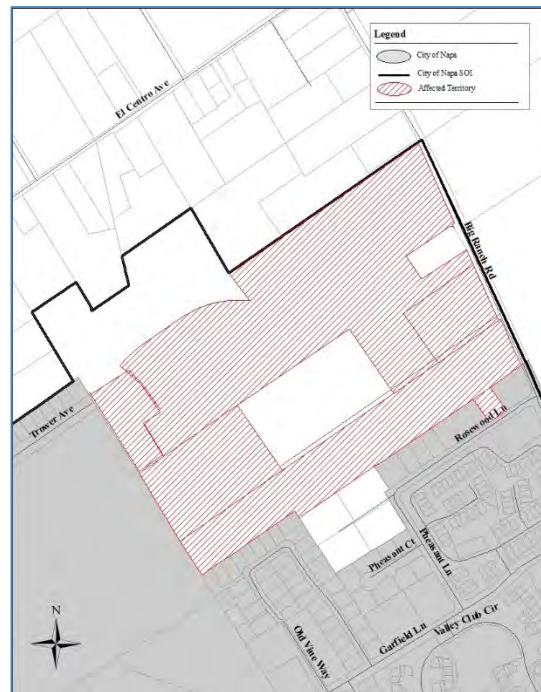 Legend
City of Napa
City of Napa SOI
Affected Territory
El Centro Ave
Big Ranch Rd
Trower Ave
Rosewood Ln
Pheasant Ct
Pheasant Ln
Old Vine Way
Garfield Ln
Valley Club Cir
N